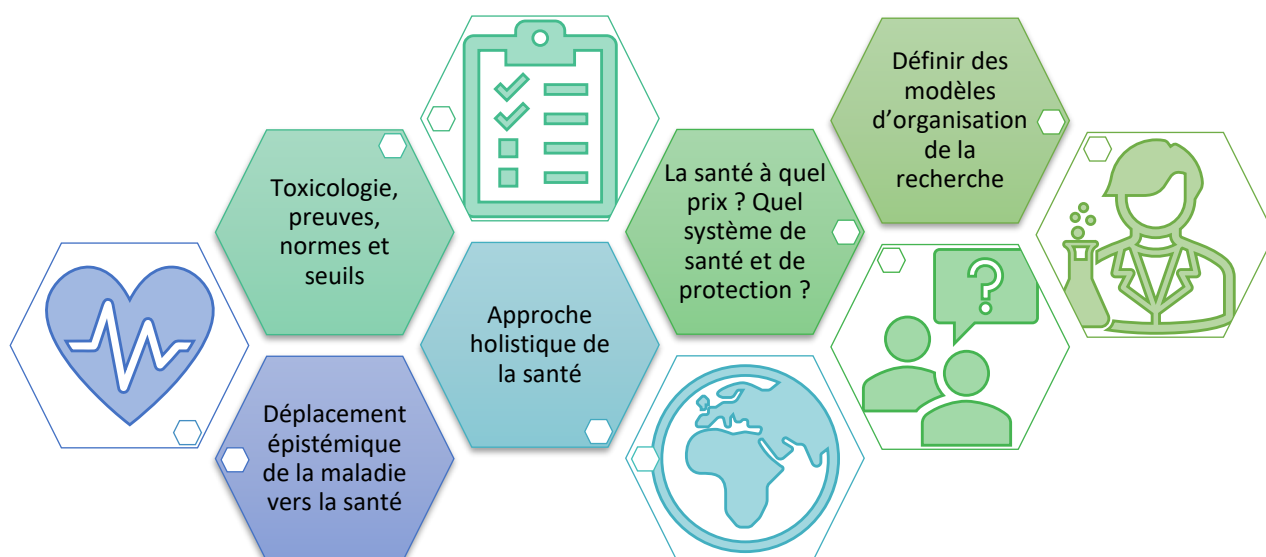 Toxicologie,
preuves,
normes et
seuils
Déplacement
épistémique
de la maladie
vers la santé
Approche
holistique de
la santé
La santé à quel
prix ? Quel
système de
santé et de
protection ?
Définir des
modèles
d’organisation
de la
recherche
?